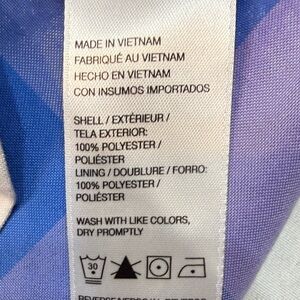 MADE IN VIETNAM
FABRIQUÉ AU VIETNAM
HECHO EN VIETNAM
CON INSUMOS IMPORTADOS
SHELL / EXTÉRIEUR /
TELA EXTERIOR:
100% POLYESTER /
POLIÉSTER
LINING / DOUBLURE / FORRO:
100% POLYESTER /
POLIÉSTER
WASH WITH LIKE COLORS,
DRY PROMPTLY
30